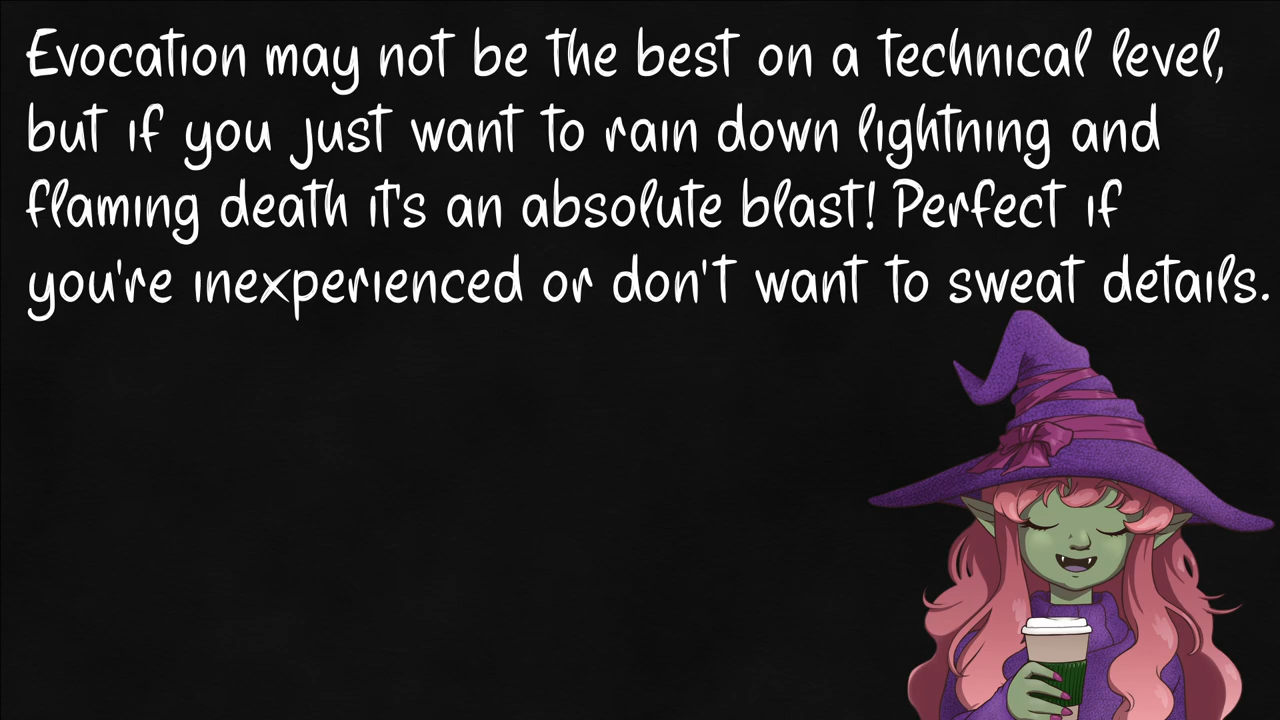 Evocation may not be the best on a technical level,
but if you just want to rain down lightning and
flaming death it's an absolute blast! Perfect if
you're inexperienced or don't want to sweat details.